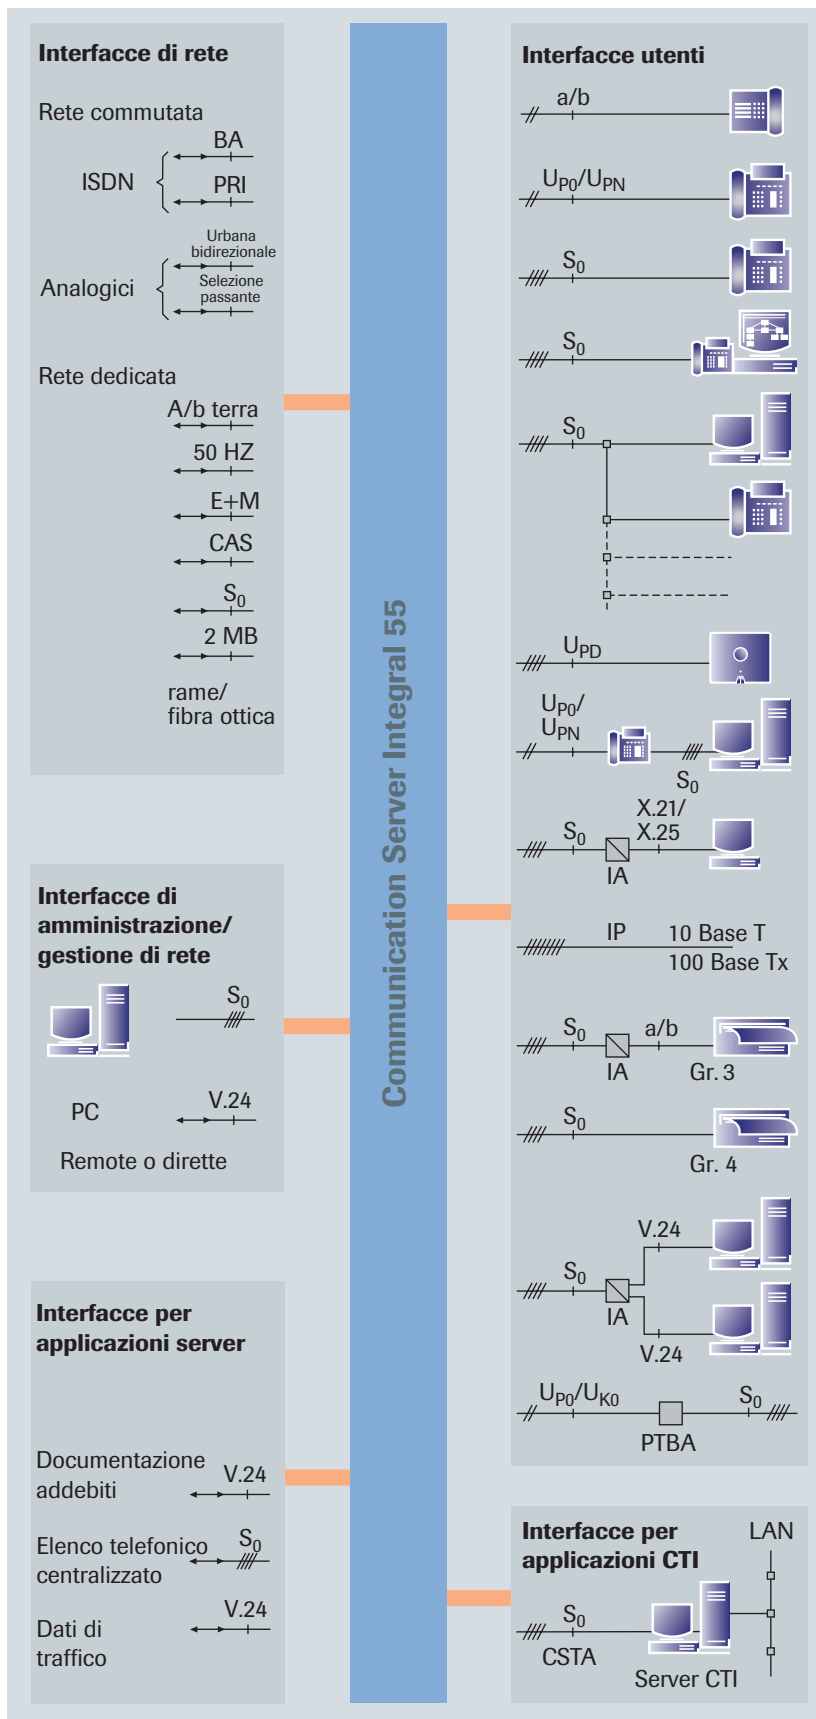 Interfacce di rete
Rete commutata
BA
ISDN
PRI
Urbana
bidirezionale
Analogici
Selezione
passante
Rete dedicata
A/b terra
50 HZ
E+M
CAS
S0
2 MB
rame/
fibra ottica
Interfacce di
amministrazione/
gestione di rete
S0
PC
V.24
Remote o dirette
Interfacce per
applicazioni server
Documentazione
addebiti
V.24
Elenco telefonico
centralizzato
S0
Dati di
traffico
V.24
Communication Server Integral 55
Interfacce utenti
a/b
UP0/UPN
S0
S0
S0
UPD
UP0/
UPN
S0
S0
IA
X.21/
X.25
IP
10 Base T
100 Base Tx
S0
IA
a/b
Gr. 3
S0
Gr. 4
V.24
S0
IA
V.24
UP0/UK0
PTBA
S0
Interfacce per
applicazioni CTI
LAN
S0
CSTA
Server CTI